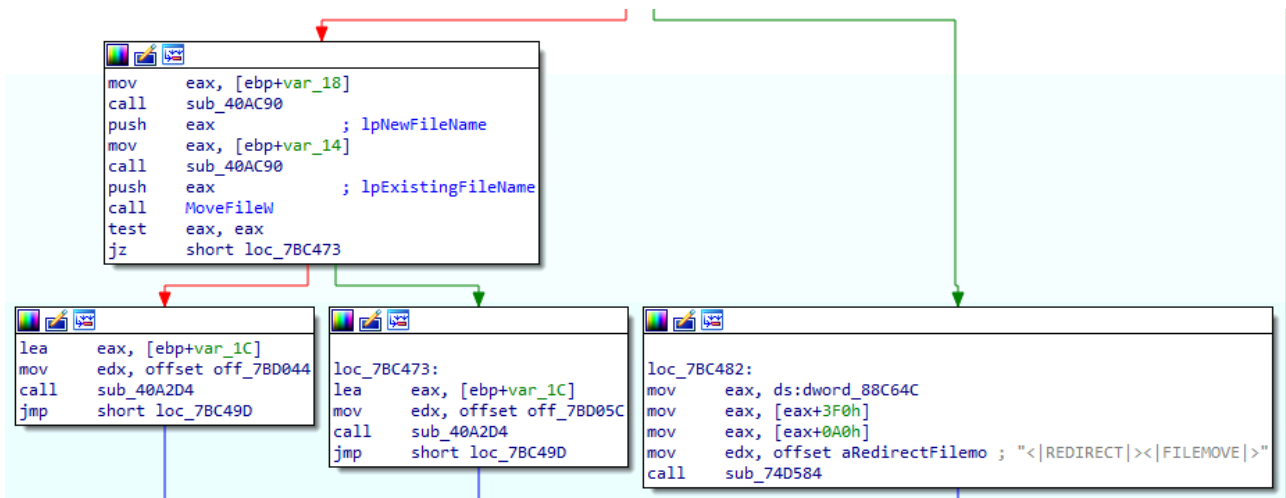 mov     eax, [ebp+var_18]
call    sub_40AC90
push    eax             ; lpNewFileName
mov     eax, [ebp+var_14]
call    sub_40AC90
push    eax             ; lpExistingFileName
call    MoveFileW
test    eax, eax
jz      short loc_7BC473
lea     eax, [ebp+var_1C]
mov     edx, offset off_7BD044
call    sub_40A2D4
jmp     short loc_7BC49D
loc_7BC473:
lea     eax, [ebp+var_1C]
mov     edx, offset off_7BD05C
call    sub_40A2D4
jmp     short loc_7BC49D
loc_7BC482:
mov     eax, ds:dword_88C64C
mov     eax, [eax+3F0h]
mov     eax, [eax+0A0h]
mov     edx, offset aRedirectFilemo ; "<|REDIRECT|><|FILEMOVE|>"
call    sub_74D584